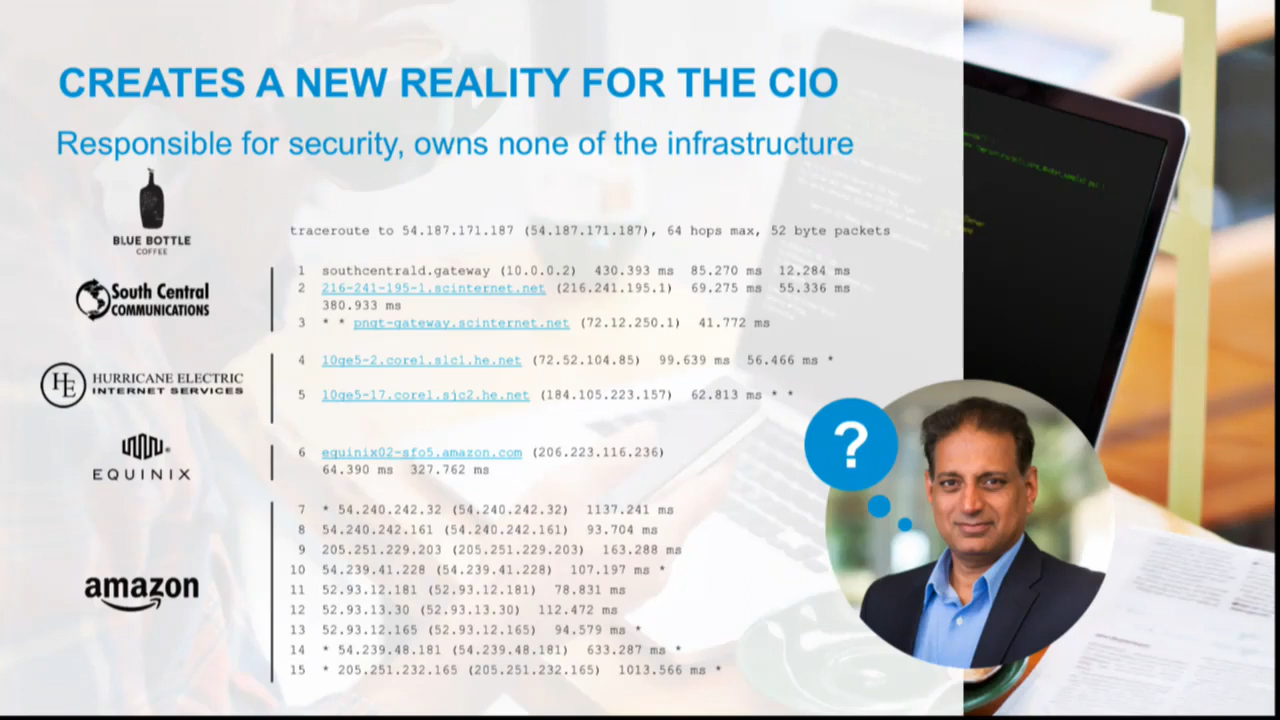 CREATES A NEW REALITY FOR THE CIO
Responsible for security, owns none of the infrastructure
BLUE BOTTLE
COFFEE
traceroute to 54.187.171.187 (54.187.171.187), 64 hops max, 52 byte packets
South Central
COMMUNICATIONS
1 southcentrald.gateway (10.0.0.2) 430.393 ms 85.270 ms 12.284 ms
2 216-241-195-1.scinternet.net (216.241.195.1) 69.275 ms 55.336 ms
380.933 ms
3 * * pngt-gateway.scinternet.net (72.12.250.1) 41.772 ms
HE
HURRICANE ELECTRIC
INTERNET SERVICES
4 10ge5-2.core1.slc1.he.net (72.52.104.85) 99.639 ms 56.466 ms *
5 10ge5-17.core1.sjc2.he.net (184.105.223.157) 62.813 ms * *
EQUINIX
6 equinix02-sfo5.amazon.com (206.223.116.236)
64.390 ms 327.762 ms
?
amazon
7 * 54.240.242.32 (54.240.242.32) 1137.241 ms
8 54.240.242.161 (54.240.242.161) 93.704 ms
9 205.251.229.203 (205.251.229.203) 163.288 ms
10 54.239.41.228 (54.239.41.228) 107.197 ms *
11 52.93.12.181 (52.93.12.181) 78.831 ms
12 52.93.13.30 (52.93.13.30) 112.472 ms
13 52.93.12.165 (52.93.12.165) 94.579 ms *
14 * 54.239.48.181 (54.239.48.181) 633.287 ms *
15 * 205.251.232.165 (205.251.232.165) 1013.566 ms *